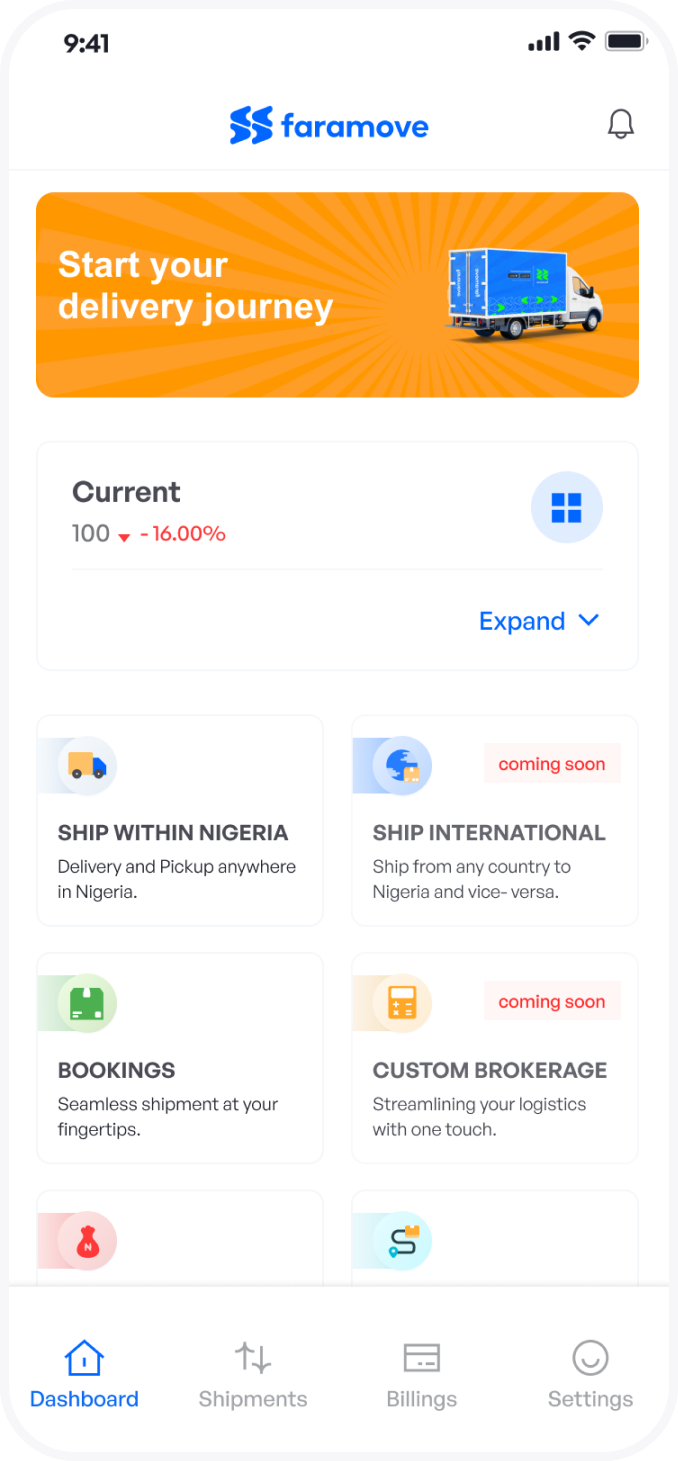 9:41
faramove
Start your
delivery journey
Current
100 - 16.00%
Expand
coming soon
SHIP WITHIN NIGERIA
SHIP INTERNATIONAL
Delivery and Pickup anywhere
in Nigeria.
Ship from any country to
Nigeria and vice- versa.
coming soon
BOOKINGS
CUSTOM BROKERAGE
Seamless shipment at your
fingertips.
Streamlining your logistics
with one touch.
N
Dashboard
Shipments
Billings
Settings